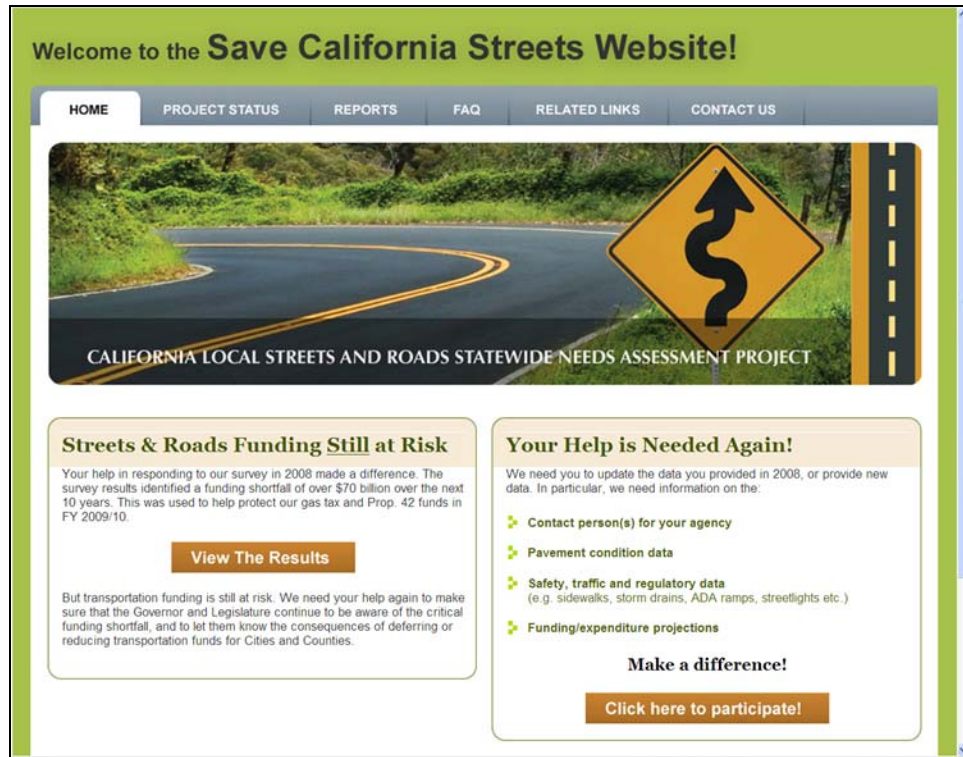 Welcome to the Save California Streets Website!
HOME PROJECT STATUS REPORTS FAQ RELATED LINKS CONTACT US
CALIFORNIA LOCAL STREETS AND ROADS STATEWIDE NEEDS ASSESSMENT PROJECT
Streets & Roads Funding Still at Risk
Your help in responding to our survey in 2008 made a difference. The
survey results identified a funding shortfall of over $70 billion over the next
10 years. This was used to help protect our gas tax and Prop. 42 funds in
FY 2009/10.
View The Results
But transportation funding is still at risk. We need your help again to make
sure that the Governor and Legislature continue to be aware of the critical
funding shortfall, and to let them know the consequences of deferring or
reducing transportation funds for Cities and Counties.
Your Help is Needed Again!
We need you to update the data you provided in 2008, or provide new
data. In particular, we need information on the:
Contact person(s) for your agency
Pavement condition data
Safety, traffic and regulatory data
(e.g. sidewalks, storm drains, ADA ramps, streetlights etc.)
Funding/expenditure projections
Make a difference!
Click here to participate!